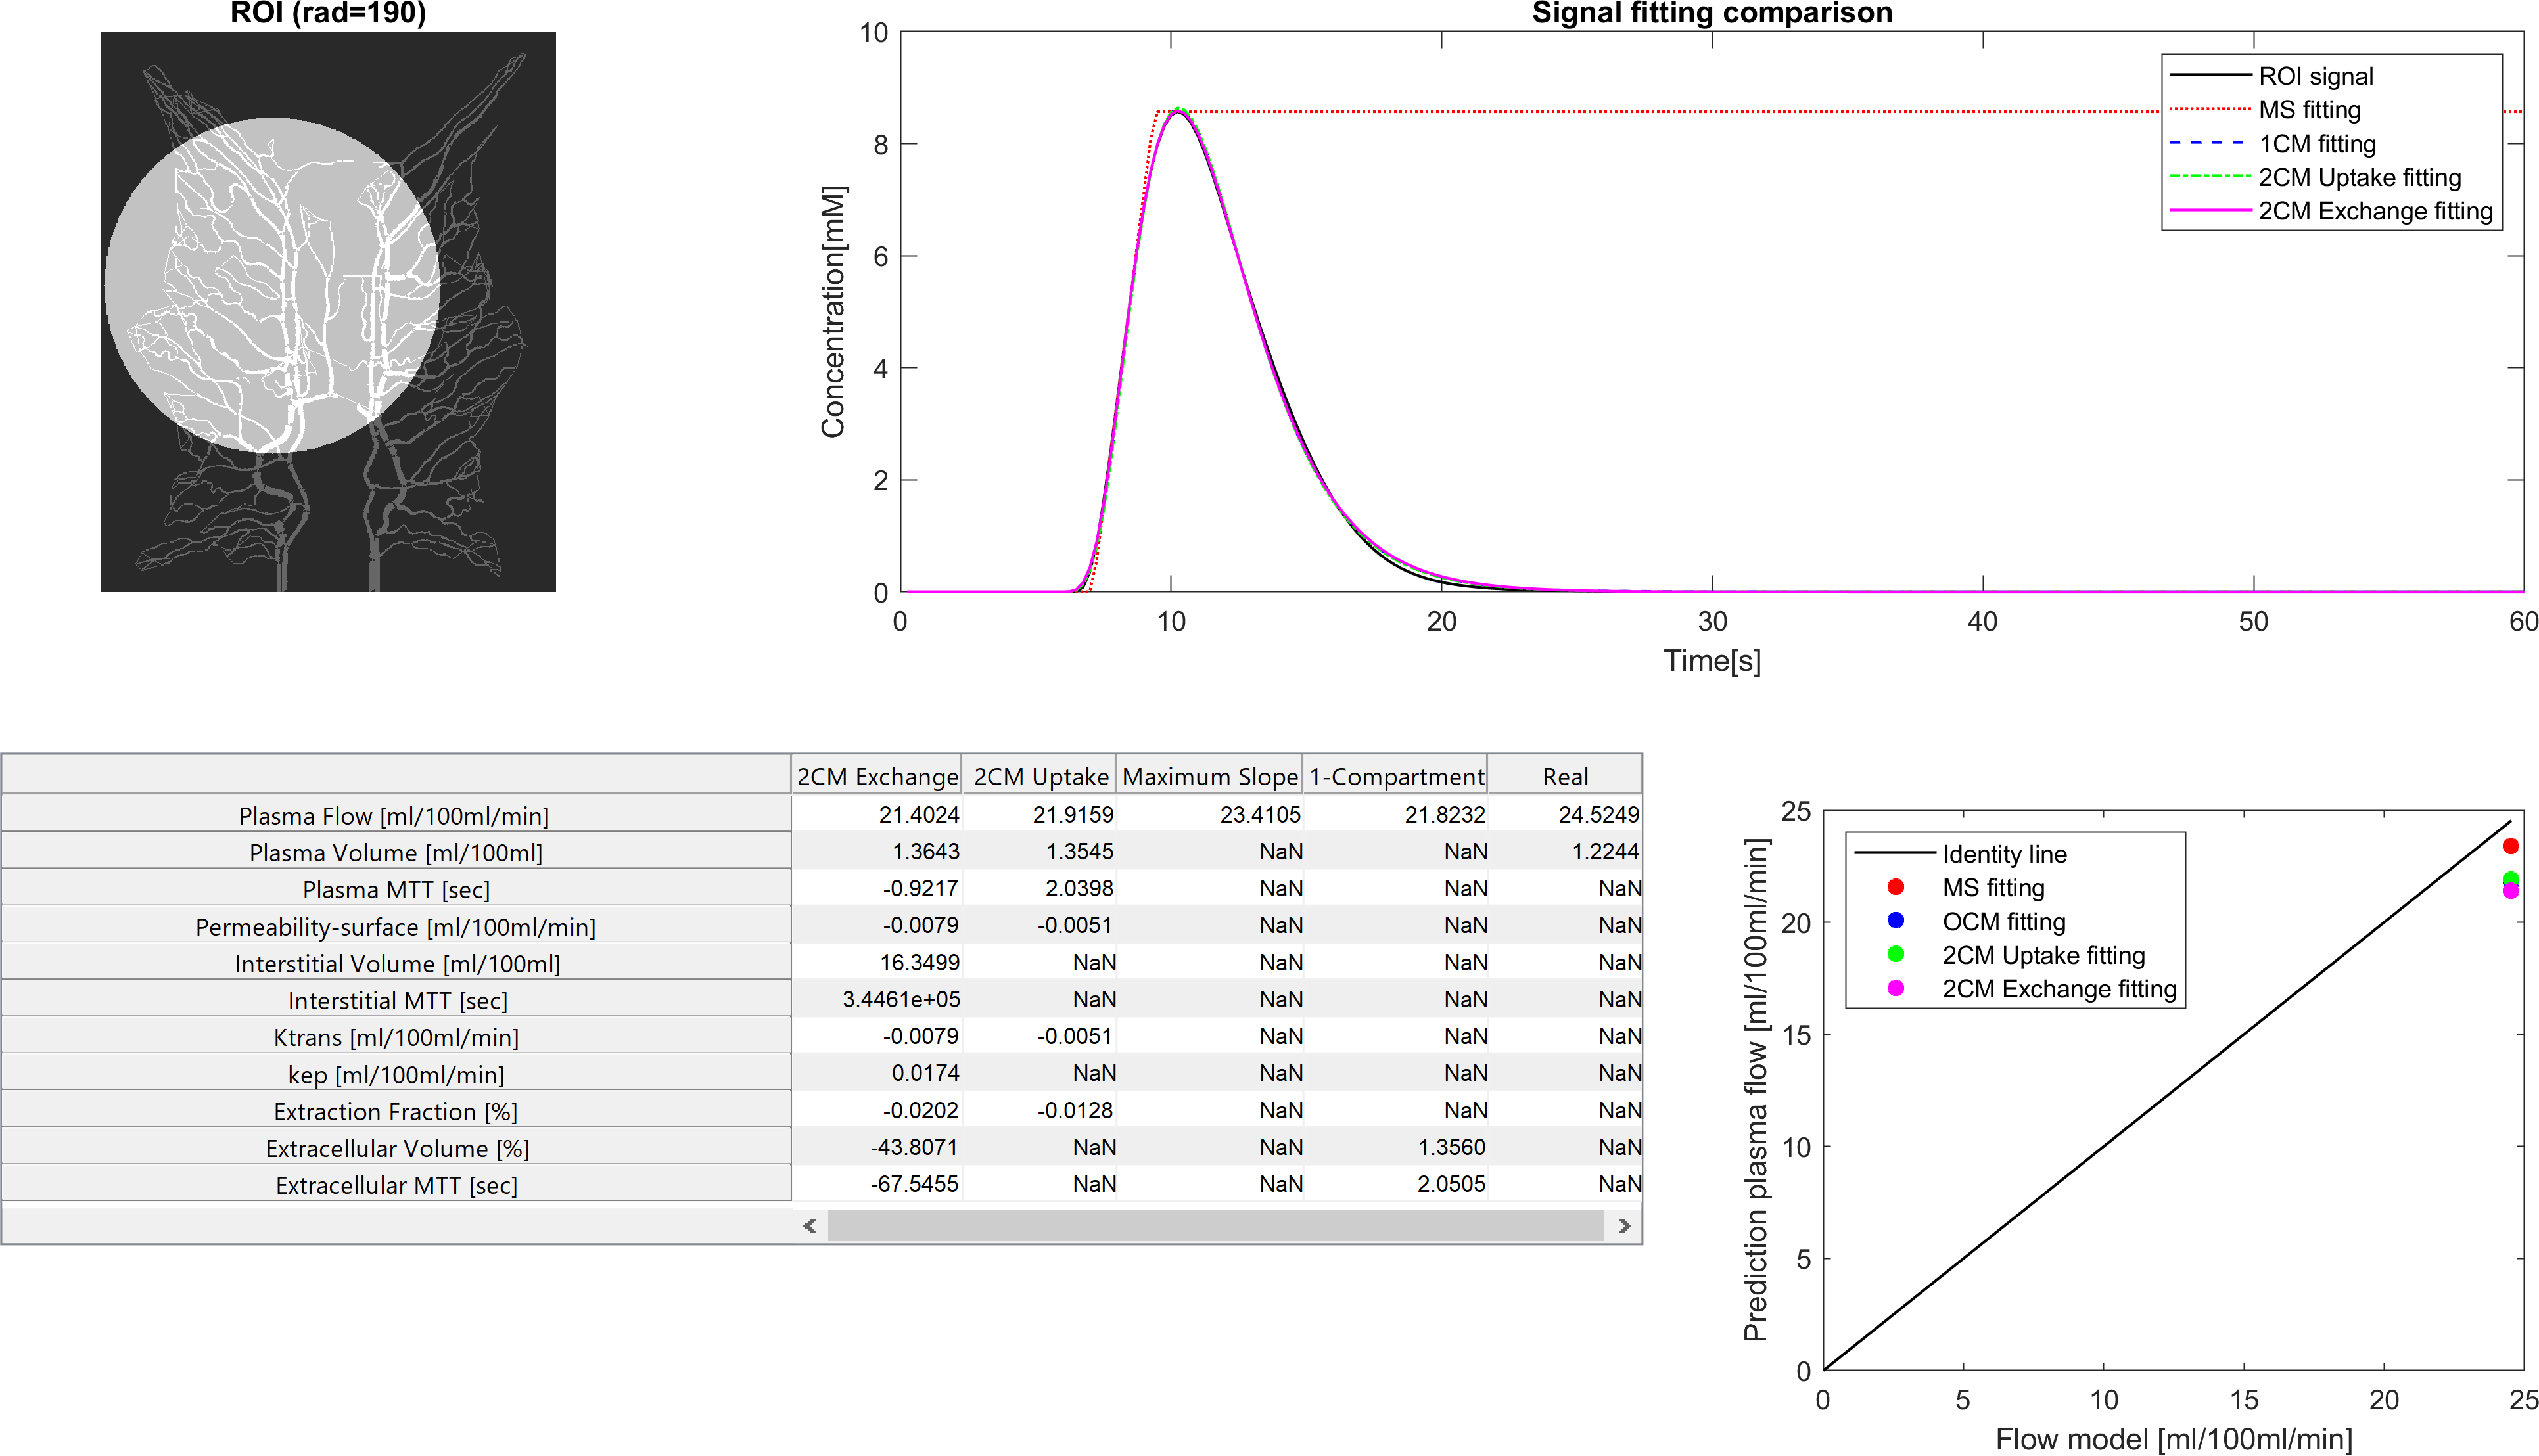 ROI (rad=190)
Signal fitting comparison
10
8
6
4
2
0
Concentration[mM]
0 10 20 30 40 50 60
Time[s]
ROI signal
MS fitting
1CM fitting
2CM Uptake fitting
2CM Exchange fitting
2CM Exchange 2CM Uptake Maximum Slope 1-Compartment Real
Plasma Flow [ml/100ml/min] 21.4024 21.9159 23.4105 21.8232 24.5249
Plasma Volume [ml/100ml] 1.3643 1.3545 NaN NaN 1.2244
Plasma MTT [sec] -0.9217 2.0398 NaN NaN NaN
Permeability-surface [ml/100ml/min] -0.0079 -0.0051 NaN NaN NaN
Interstitial Volume [ml/100ml] 16.3499 NaN NaN NaN NaN
Interstitial MTT [sec] 3.4461e+05 NaN NaN NaN NaN
Ktrans [ml/100ml/min] -0.0079 -0.0051 NaN NaN NaN
kep [ml/100ml/min] 0.0174 NaN NaN NaN NaN
Extraction Fraction [%] -0.0202 -0.0128 NaN NaN NaN
Extracellular Volume [%] -43.8071 NaN NaN 1.3560 NaN
Extracellular MTT [sec] -67.5455 NaN NaN 2.0505 NaN
25
20
15
10
5
0
Prediction plasma flow [ml/100ml/min]
Identity line
MS fitting
OCM fitting
2CM Uptake fitting
2CM Exchange fitting
0 5 10 15 20 25
Flow model [ml/100ml/min]